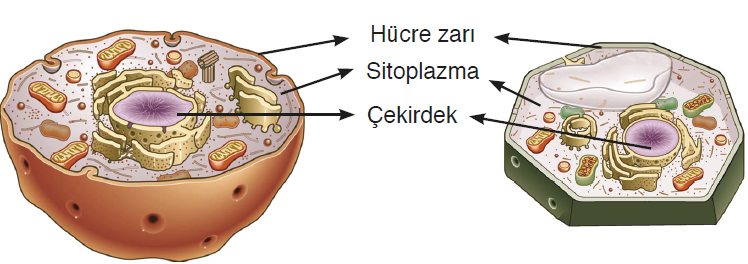 Hücre zarı
Sitoplazma
Çekirdek